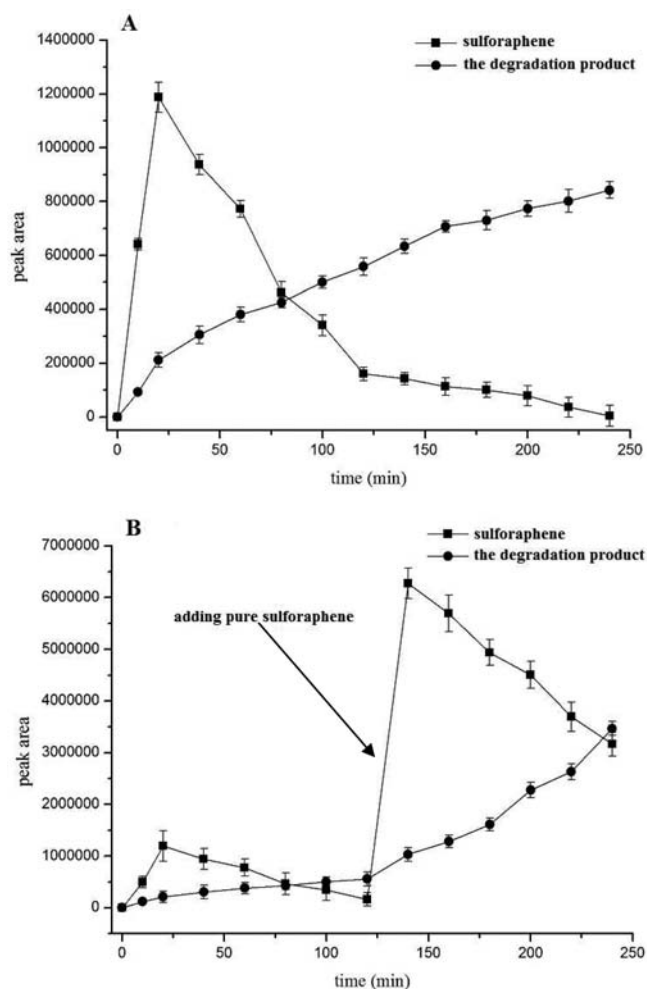 A
sulforaphene
the degradation product
1400000
1200000
1000000
800000
600000
400000
200000
0
peak area
0 50 100 150 200 250
time (min)
B
sulforaphene
the degradation product
adding pure sulforaphene
7000000
6000000
5000000
4000000
3000000
2000000
1000000
0
peak area
0 50 100 150 200 250
time (min)